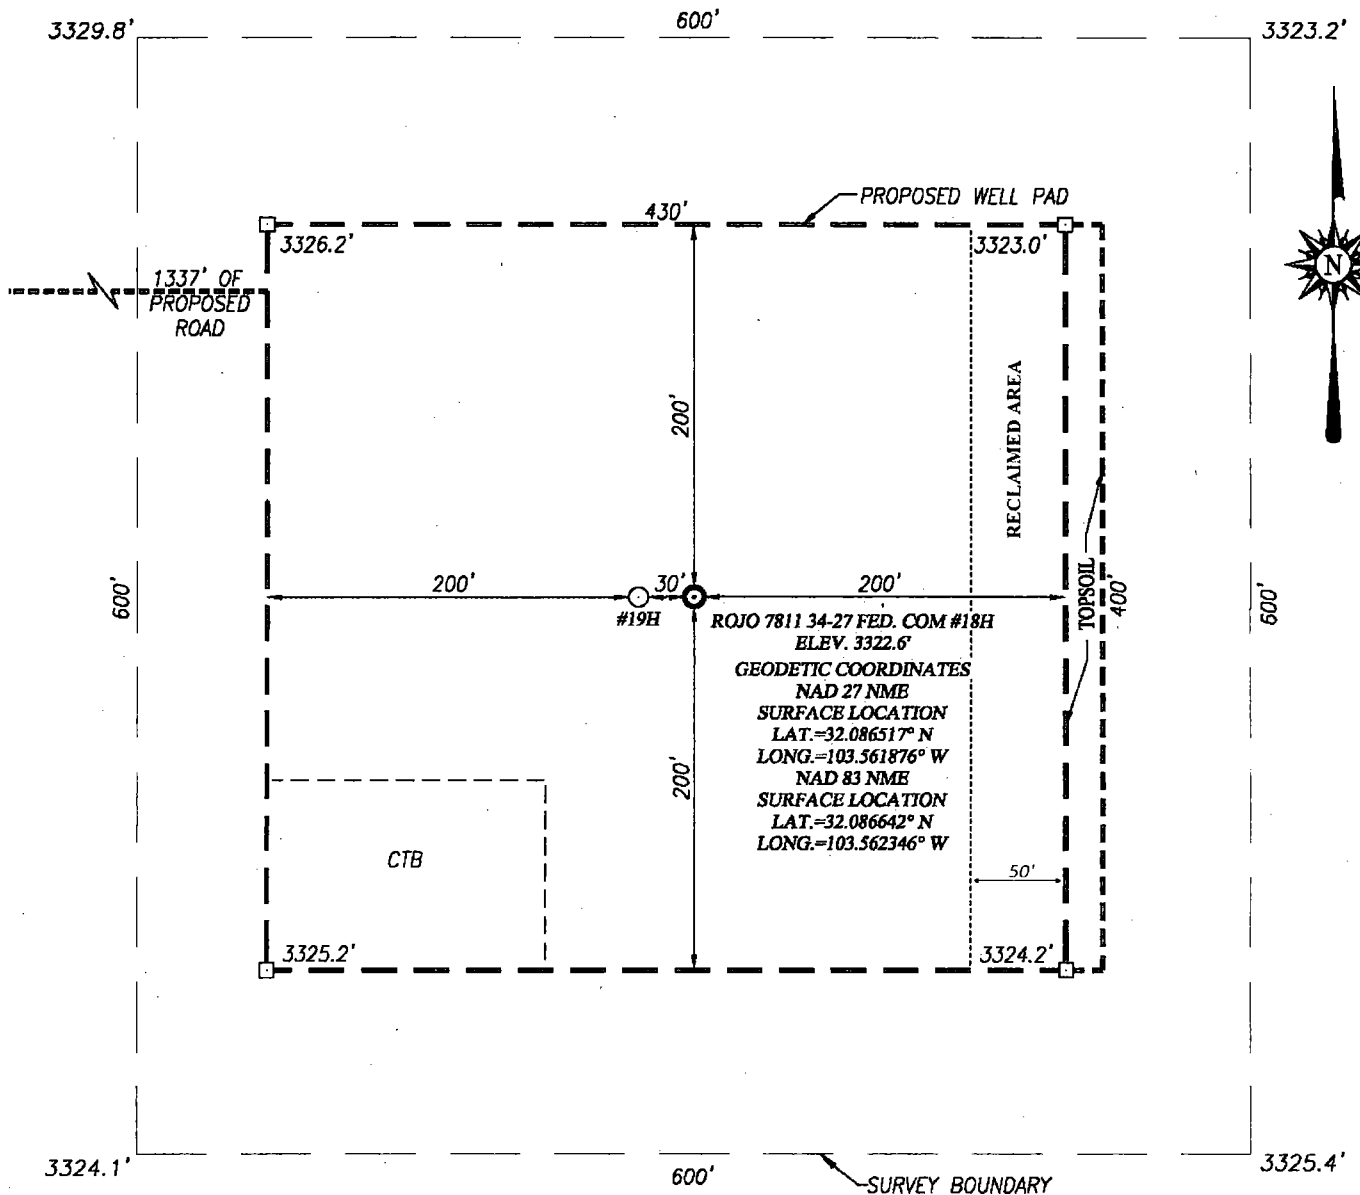 600'
3329.8'
3323.2'
PROPOSED WELL PAD
430'
3326.2'
3323.0'
N
1337' OF
PROPOSED
ROAD
200'
RECLAIMED AREA
600'
200'
30'
200'
TOPSOIL
400'
600'
#19H
ROJO 7811 34-27 FED. COM #18H
ELEV. 3322.6'
GEODETIC COORDINATES
NAD 27 NME
SURFACE LOCATION
LAT.=32.086517° N
LONG.=103.561876° W
NAD 83 NME
SURFACE LOCATION
LAT.=32.086642° N
LONG.=103.562346° W
200'
CTB
50'
3325.2'
3324.2'
3324.1'
600'
3325.4'
SURVEY BOUNDARY